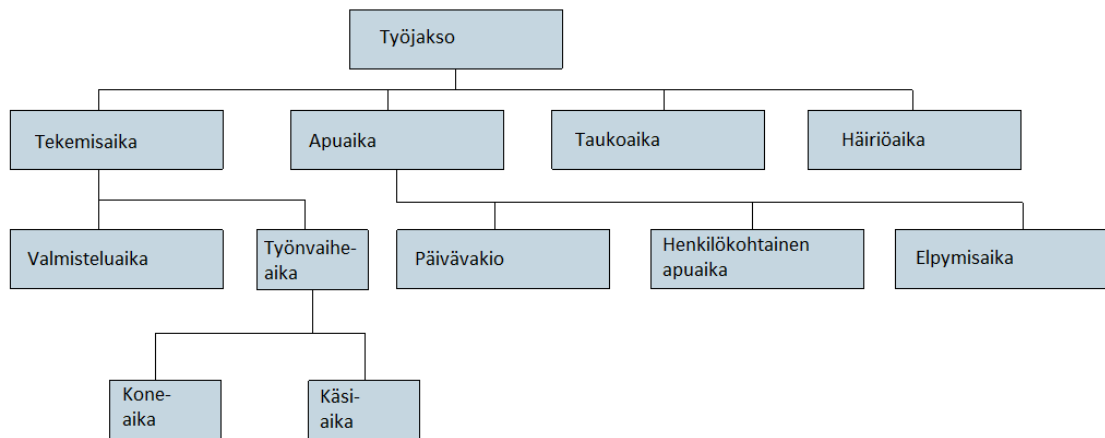 Työjakso
Tekemisaika
Apuaika
Taukoaika
Häiriöaika
Valmisteluaika
Työnvaihe-
aika
Päivävakio
Henkilökohtainen
apuaika
Elpymisaika
Kone-
aika
Käsi-
aika